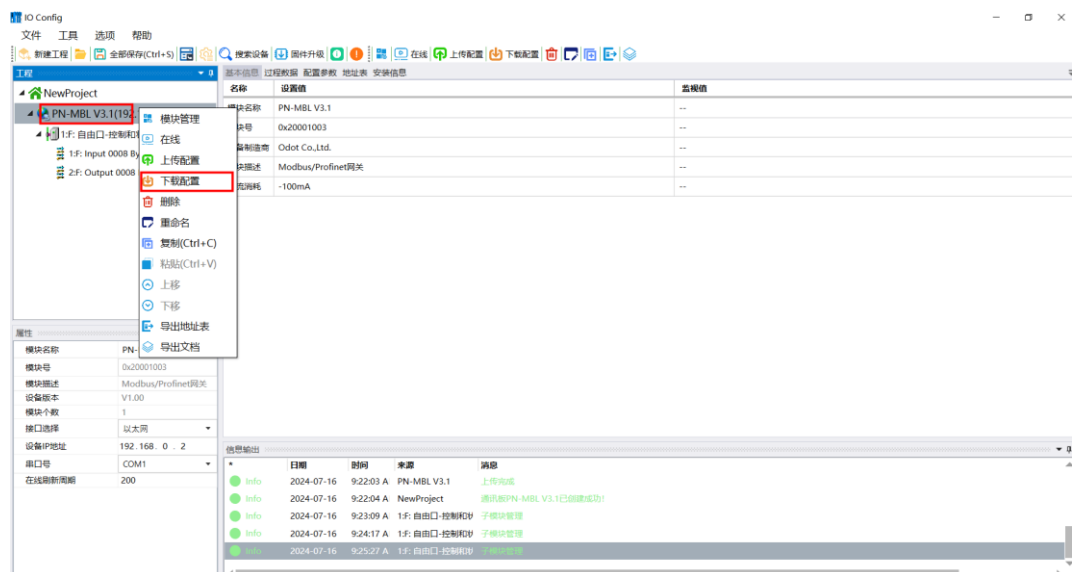 IO Config
文件 工具 选项 帮助
新建工程 全部保存(Ctrl+S) 搜索设备 固件升级 在线 上传配置 下载配置
工程
基本信息 过程数据 配置参数 地址表 安装信息
NewProject
PN-MBL V3.1(192.
1:F: 自由口-控制和
1:F: Input 0008 By
2:F: Output 0008
名称 设置值 监视值
模块名称 PN-MBL V3.1 --
块号 0x20001003 --
备制造商 Odot Co.,Ltd. --
块描述 Modbus/Profinet网关 --
流消耗 -100mA --
模块管理
在线
上传配置
下载配置
删除
重命名
复制(Ctrl+C)
粘贴(Ctrl+V)
上移
下移
导出地址表
导出文档
属性
模块名称 PN-
模块号 0x20001003
模块描述 Modbus/Profinet网关
设备版本 V1.00
模块个数 1
接口选择 以太网
设备IP地址 192.168. 0 . 2
串口号 COM1
在线刷新周期 200
信息输出
* 日期 时间 来源 消息
Info 2024-07-16 9:22:03 A PN-MBL V3.1 上传完成
Info 2024-07-16 9:22:04 A NewProject 通讯板PN-MBL V3.1已创建成功!
Info 2024-07-16 9:23:09 A 1:F: 自由口-控制和状 子模块管理
Info 2024-07-16 9:24:17 A 1:F: 自由口-控制和状 子模块管理
Info 2024-07-16 9:25:27 A 1:F: 自由口-控制和状 子模块管理